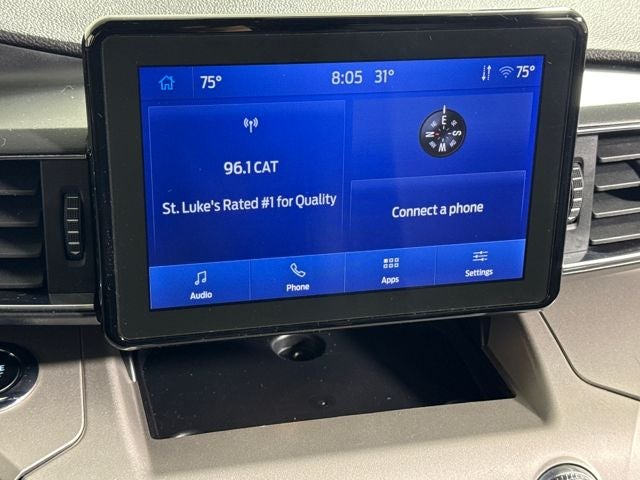 75° 8:05 31° 75°
96.1 CAT
St. Luke's Rated #1 for Quality
E
N S
W
Connect a phone
Audio Phone Apps Settings